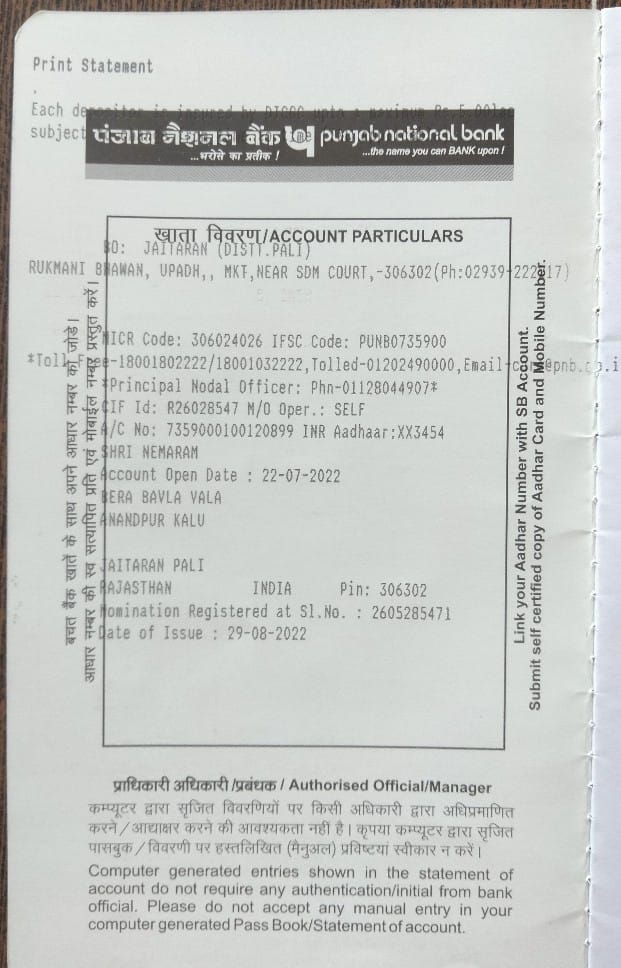 Print Statement
.
Each depositor is insured by DICGC upto a maximum Rs.5.00lac
subject
पंजाब नैशनल बैंक punjab national bank
...भरोसे का प्रतीक ! ...the name you can BANK upon !
खाता विवरण/ACCOUNT PARTICULARS
BO: JAITARAN (DISTT.PALI)
RUKMANI BHAWAN, UPADH,, MKT,NEAR SDM COURT,-306302(Ph:02939-222 17)
MICR Code: 306024026 IFSC Code: PUNB0735900
*Toll Free-18001802222/18001032222,Tolled-01202490000,Email-care@pnb.co.i
*Principal Nodal Officer: Phn-01128044907*
CIF Id: R26028547 M/O Oper.: SELF
A/C No: 7359000100120899 INR Aadhaar:XX3454
SHRI NEMARAM
Account Open Date : 22-07-2022
BERA BAVLA VALA
ANANDPUR KALU
JAITARAN PALI
RAJASTHAN INDIA Pin: 306302
Nomination Registered at Sl.No. : 2605285471
Date of Issue : 29-08-2022
बचत बैंक खातें के साथ अपने आधार नम्बर को जोडे।
आधार नम्बर की स्व सत्यापित प्रति एवं मोबाईल नम्बर प्रस्तुत करें।
Link your Aadhar Number with SB Account.
Submit self certified copy of Aadhar Card and Mobile Number.
प्राधिकारी अधिकारी/प्रबंधक / Authorised Official/Manager
कम्प्यूटर द्वारा सृजित विवरणियों पर किसी अधिकारी द्वारा अधिप्रमाणित
करने / आद्याक्षर करने की आवश्यकता नहीं है। कृपया कम्प्यूटर द्वारा सृजित
पासबुक / विवरणी पर हस्तलिखित (मैनुअल) प्रविष्टयां स्वीकार न करें।
Computer generated entries shown in the statement of
account do not require any authentication/initial from bank
official. Please do not accept any manual entry in your
computer generated Pass Book/Statement of account.